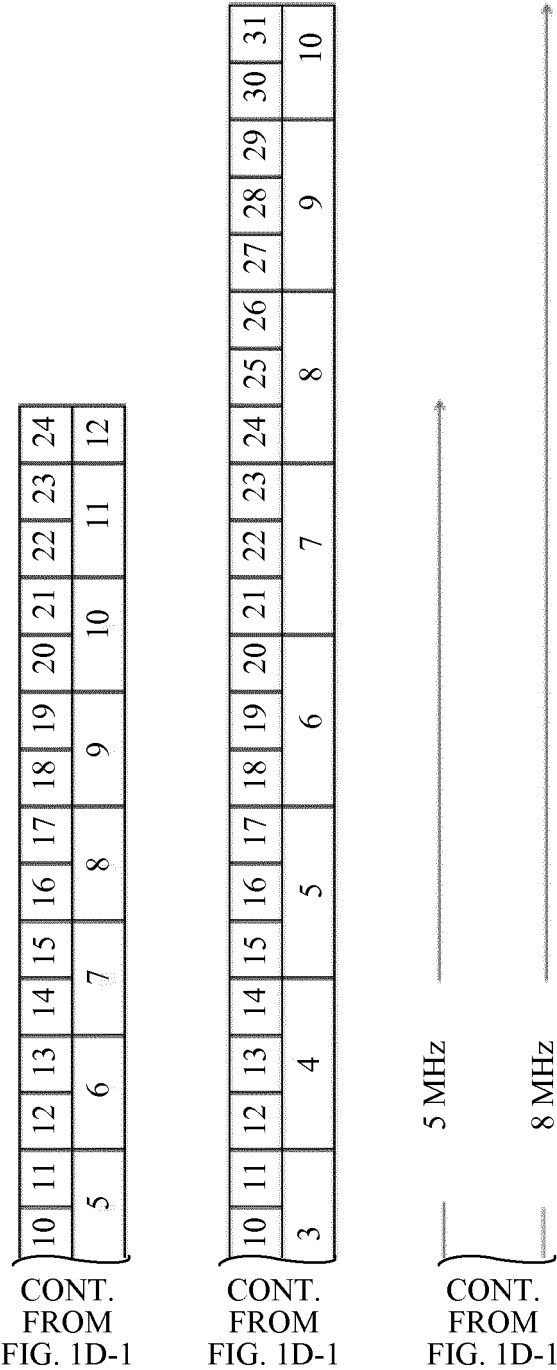 10 11 12 13 14 15 16 17 18 19 20 21 22 23 24
5 6 7 8 9 10 11 12
CONT.
FROM
FIG. 1D-1
10 11 12 13 14 15 16 17 18 19 20 21 22 23 24 25 26 27 28 29 30 31
3 4 5 6 7 8 9 10
CONT.
FROM
FIG. 1D-1
5 MHz
8 MHz
CONT.
FROM
FIG. 1D-1